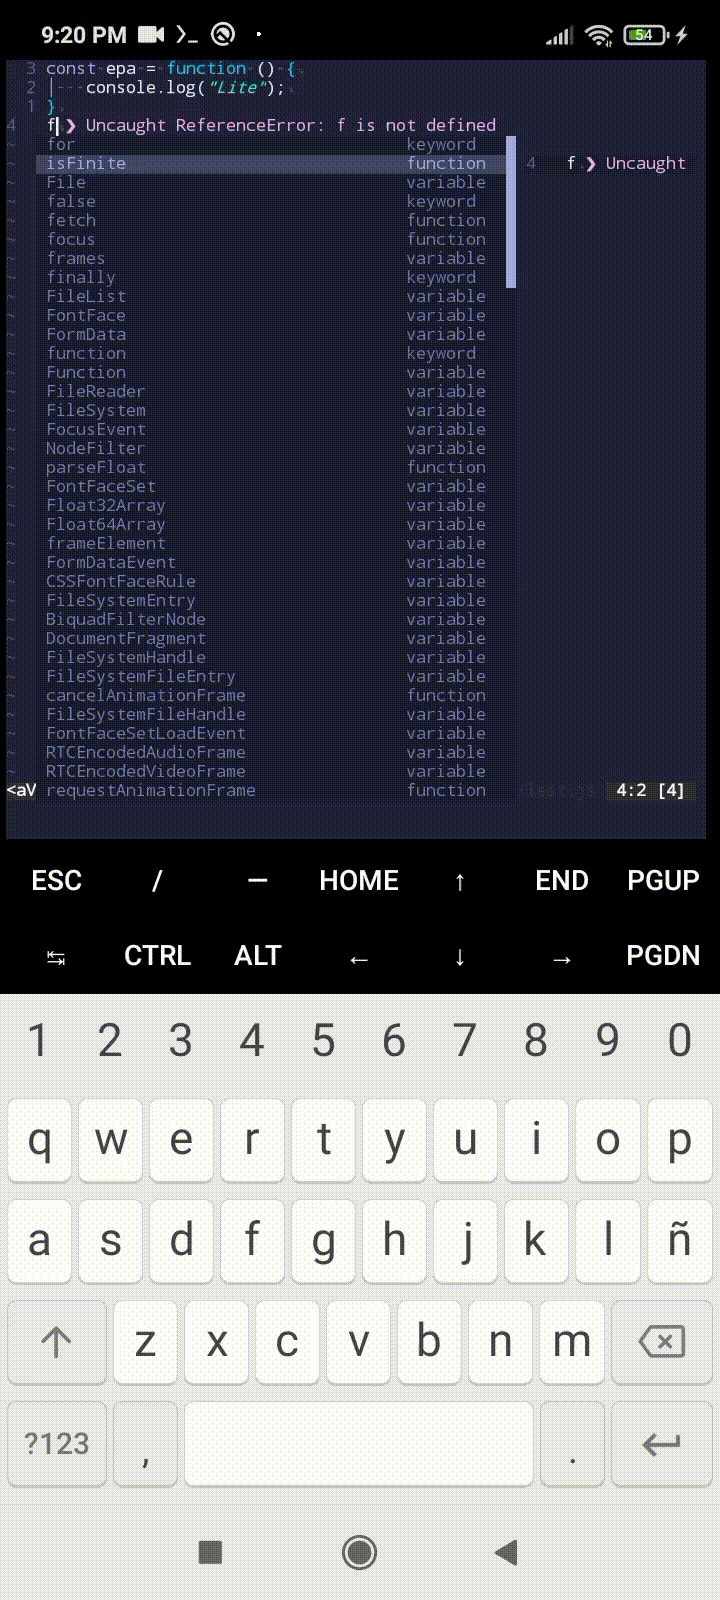 9:20 PM 54
3 const epa = function () {
2 | console.log("Lite");
1 }
4 f ❯ Uncaught ReferenceError: f is not defined
~ for keyword
~ isFinite function 4 f ❯ Uncaught
~ File variable
~ false keyword
~ fetch function
~ focus function
~ frames variable
~ finally keyword
~ FileList variable
~ FontFace variable
~ FormData variable
~ function keyword
~ Function variable
~ FileReader variable
~ FileSystem variable
~ FocusEvent variable
~ NodeFilter variable
~ parseFloat function
~ FontFaceSet variable
~ Float32Array variable
~ Float64Array variable
~ frameElement variable
~ FormDataEvent variable
~ CSSFontFaceRule variable
~ FileSystemEntry variable
~ BiquadFilterNode variable
~ DocumentFragment variable
~ FileSystemHandle variable
~ FileSystemFileEntry variable
~ cancelAnimationFrame function
~ FileSystemFileHandle variable
~ FontFaceSetLoadEvent variable
~ RTCEncodedAudioFrame variable
~ RTCEncodedVideoFrame variable
<aV requestAnimationFrame function 4:2 [4]
ESC / — HOME ↑ END PGUP
↹ CTRL ALT ← ↓ → PGDN
1 2 3 4 5 6 7 8 9 0
q w e r t y u i o p
a s d f g h j k l ñ
z x c v b n m
?123 , .